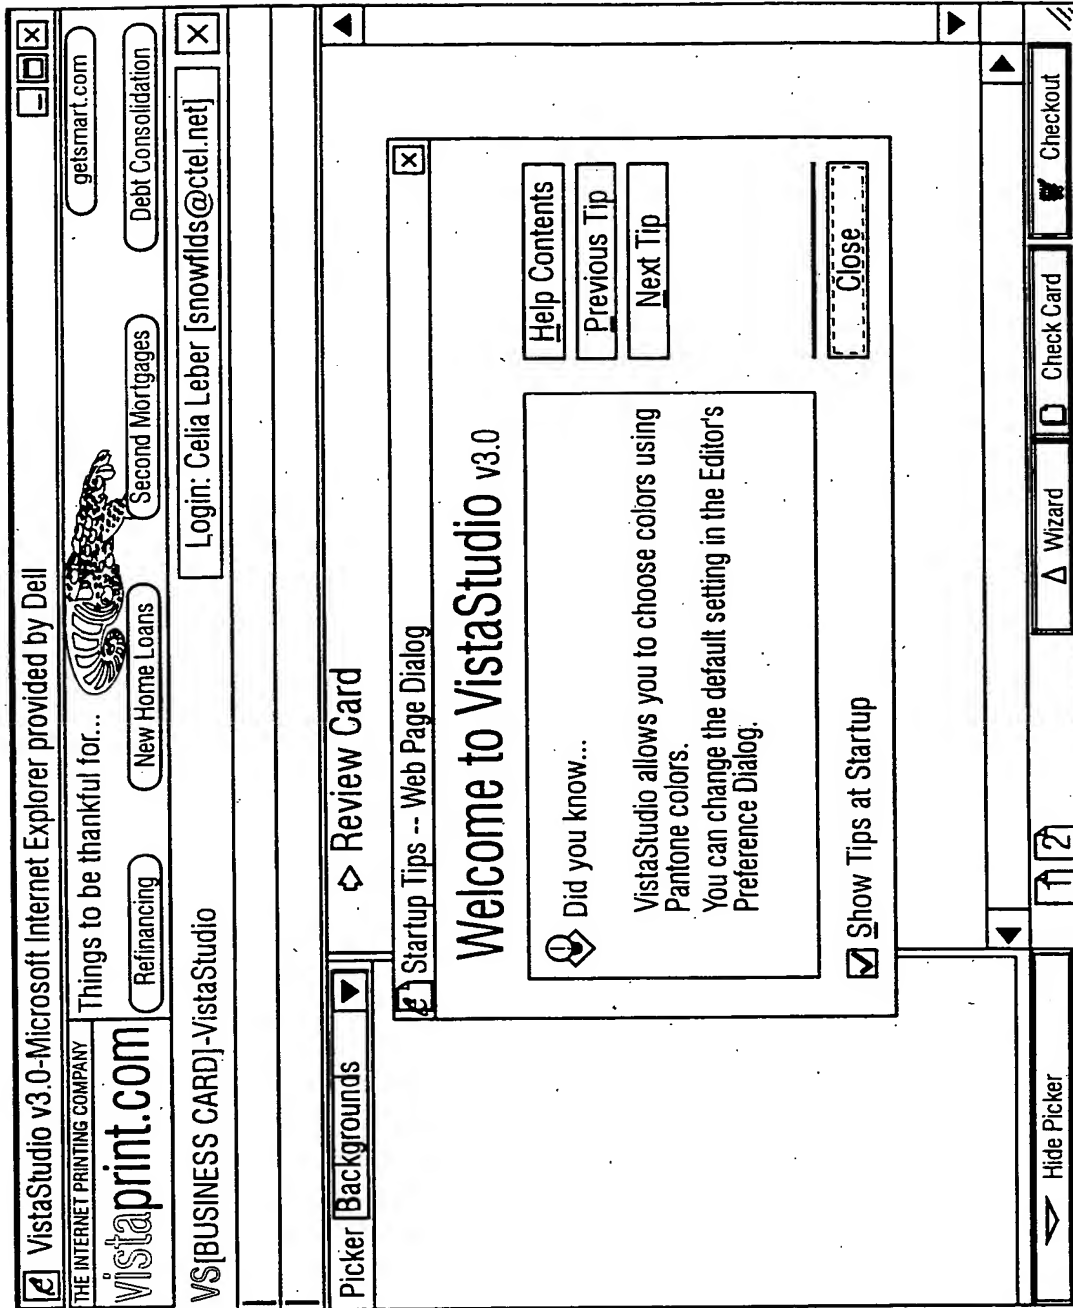 VistaStudio v3.0-Microsoft Internet Explorer provided by Dell
THE INTERNET PRINTING COMPANY
vistaprint.com
Things to be thankful for...
getsmart.com
Refinancing
New Home Loans
Second Mortgages
Debt Consolidation
VS[BUSINESS CARD]-VistaStudio
Login: Celia Leber [snowflds@ctel.net]
Picker
Backgrounds
Review Card
Startup Tips -- Web Page Dialog
Welcome to VistaStudio v3.0
Did you know...
VistaStudio allows you to choose colors using
Pantone colors.
You can change the default setting in the Editor's
Preference Dialog.
Help Contents
Previous Tip
Next Tip
Show Tips at Startup
Close
Hide Picker
1
2
Wizard
Check Card
Checkout